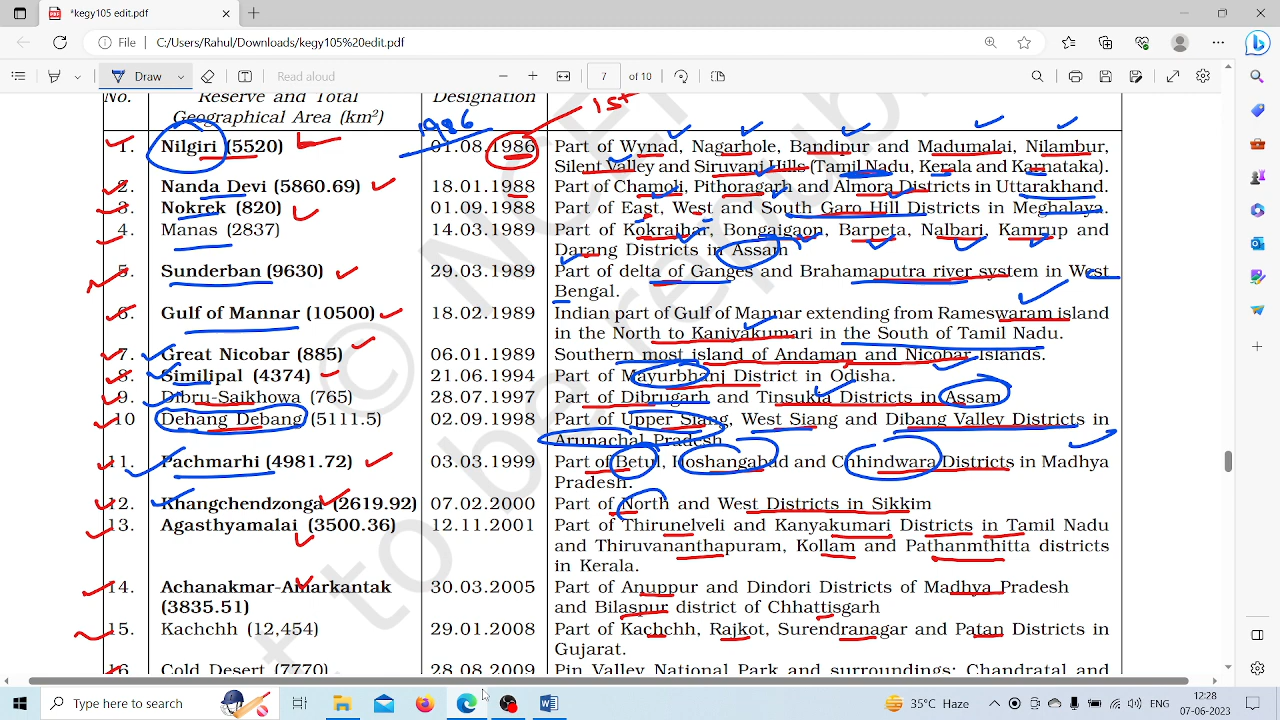 *kegy105 edit.pdf
File C:/Users/Rahul/Downloads/kegy105%20edit.pdf
Draw Read aloud 7 of 10
No. Reserve and Total Designation
Geographical Area (km²)
1st
1986
1. Nilgiri (5520) 01.08.1986 Part of Wynad, Nagarhole, Bandipur and Madumalai, Nilambur,
Silent Valley and Siruvani Hills (Tamil Nadu, Kerala and Karnataka).
2. Nanda Devi (5860.69) 18.01.1988 Part of Chamoli, Pithoragarh and Almora Districts in Uttarakhand.
3. Nokrek (820) 01.09.1988 Part of East, West and South Garo Hill Districts in Meghalaya.
4. Manas (2837) 14.03.1989 Part of Kokrajhar, Bongaigaon, Barpeta, Nalbari, Kamrup and
Darang Districts in Assam
5. Sunderban (9630) 29.03.1989 Part of delta of Ganges and Brahamaputra river system in West
Bengal.
6. Gulf of Mannar (10500) 18.02.1989 Indian part of Gulf of Mannar extending from Rameswaram island
in the North to Kaniyakumari in the South of Tamil Nadu.
7. Great Nicobar (885) 06.01.1989 Southern most island of Andaman and Nicobar Islands.
8. Similipal (4374) 21.06.1994 Part of Mayurbhanj District in Odisha.
9. Dibru-Saikhowa (765) 28.07.1997 Part of Dibrugarh and Tinsukia Districts in Assam
10 Dehang Debang (5111.5) 02.09.1998 Part of Upper Siang, West Siang and Dibang Valley Districts in
Arunachal Pradesh
11. Pachmarhi (4981.72) 03.03.1999 Part of Betul, Hoshangabad and Chhindwara Districts in Madhya
Pradesh.
12. Khangchendzonga (2619.92) 07.02.2000 Part of North and West Districts in Sikkim
13. Agasthyamalai (3500.36) 12.11.2001 Part of Thirunelveli and Kanyakumari Districts in Tamil Nadu
and Thiruvananthapuram, Kollam and Pathanmthitta districts
in Kerala.
14. Achanakmar-Amarkantak 30.03.2005 Part of Anuppur and Dindori Districts of Madhya Pradesh
(3835.51) and Bilaspur district of Chhattisgarh
15. Kachchh (12,454) 29.01.2008 Part of Kachchh, Rajkot, Surendranagar and Patan Districts in
Gujarat.
16. Cold Desert (7770) 28.08.2009 Pin Valley National Park and surroundings; Chandratal and
Type here to search 35°C Haze ENG 12:28
07-06-2023